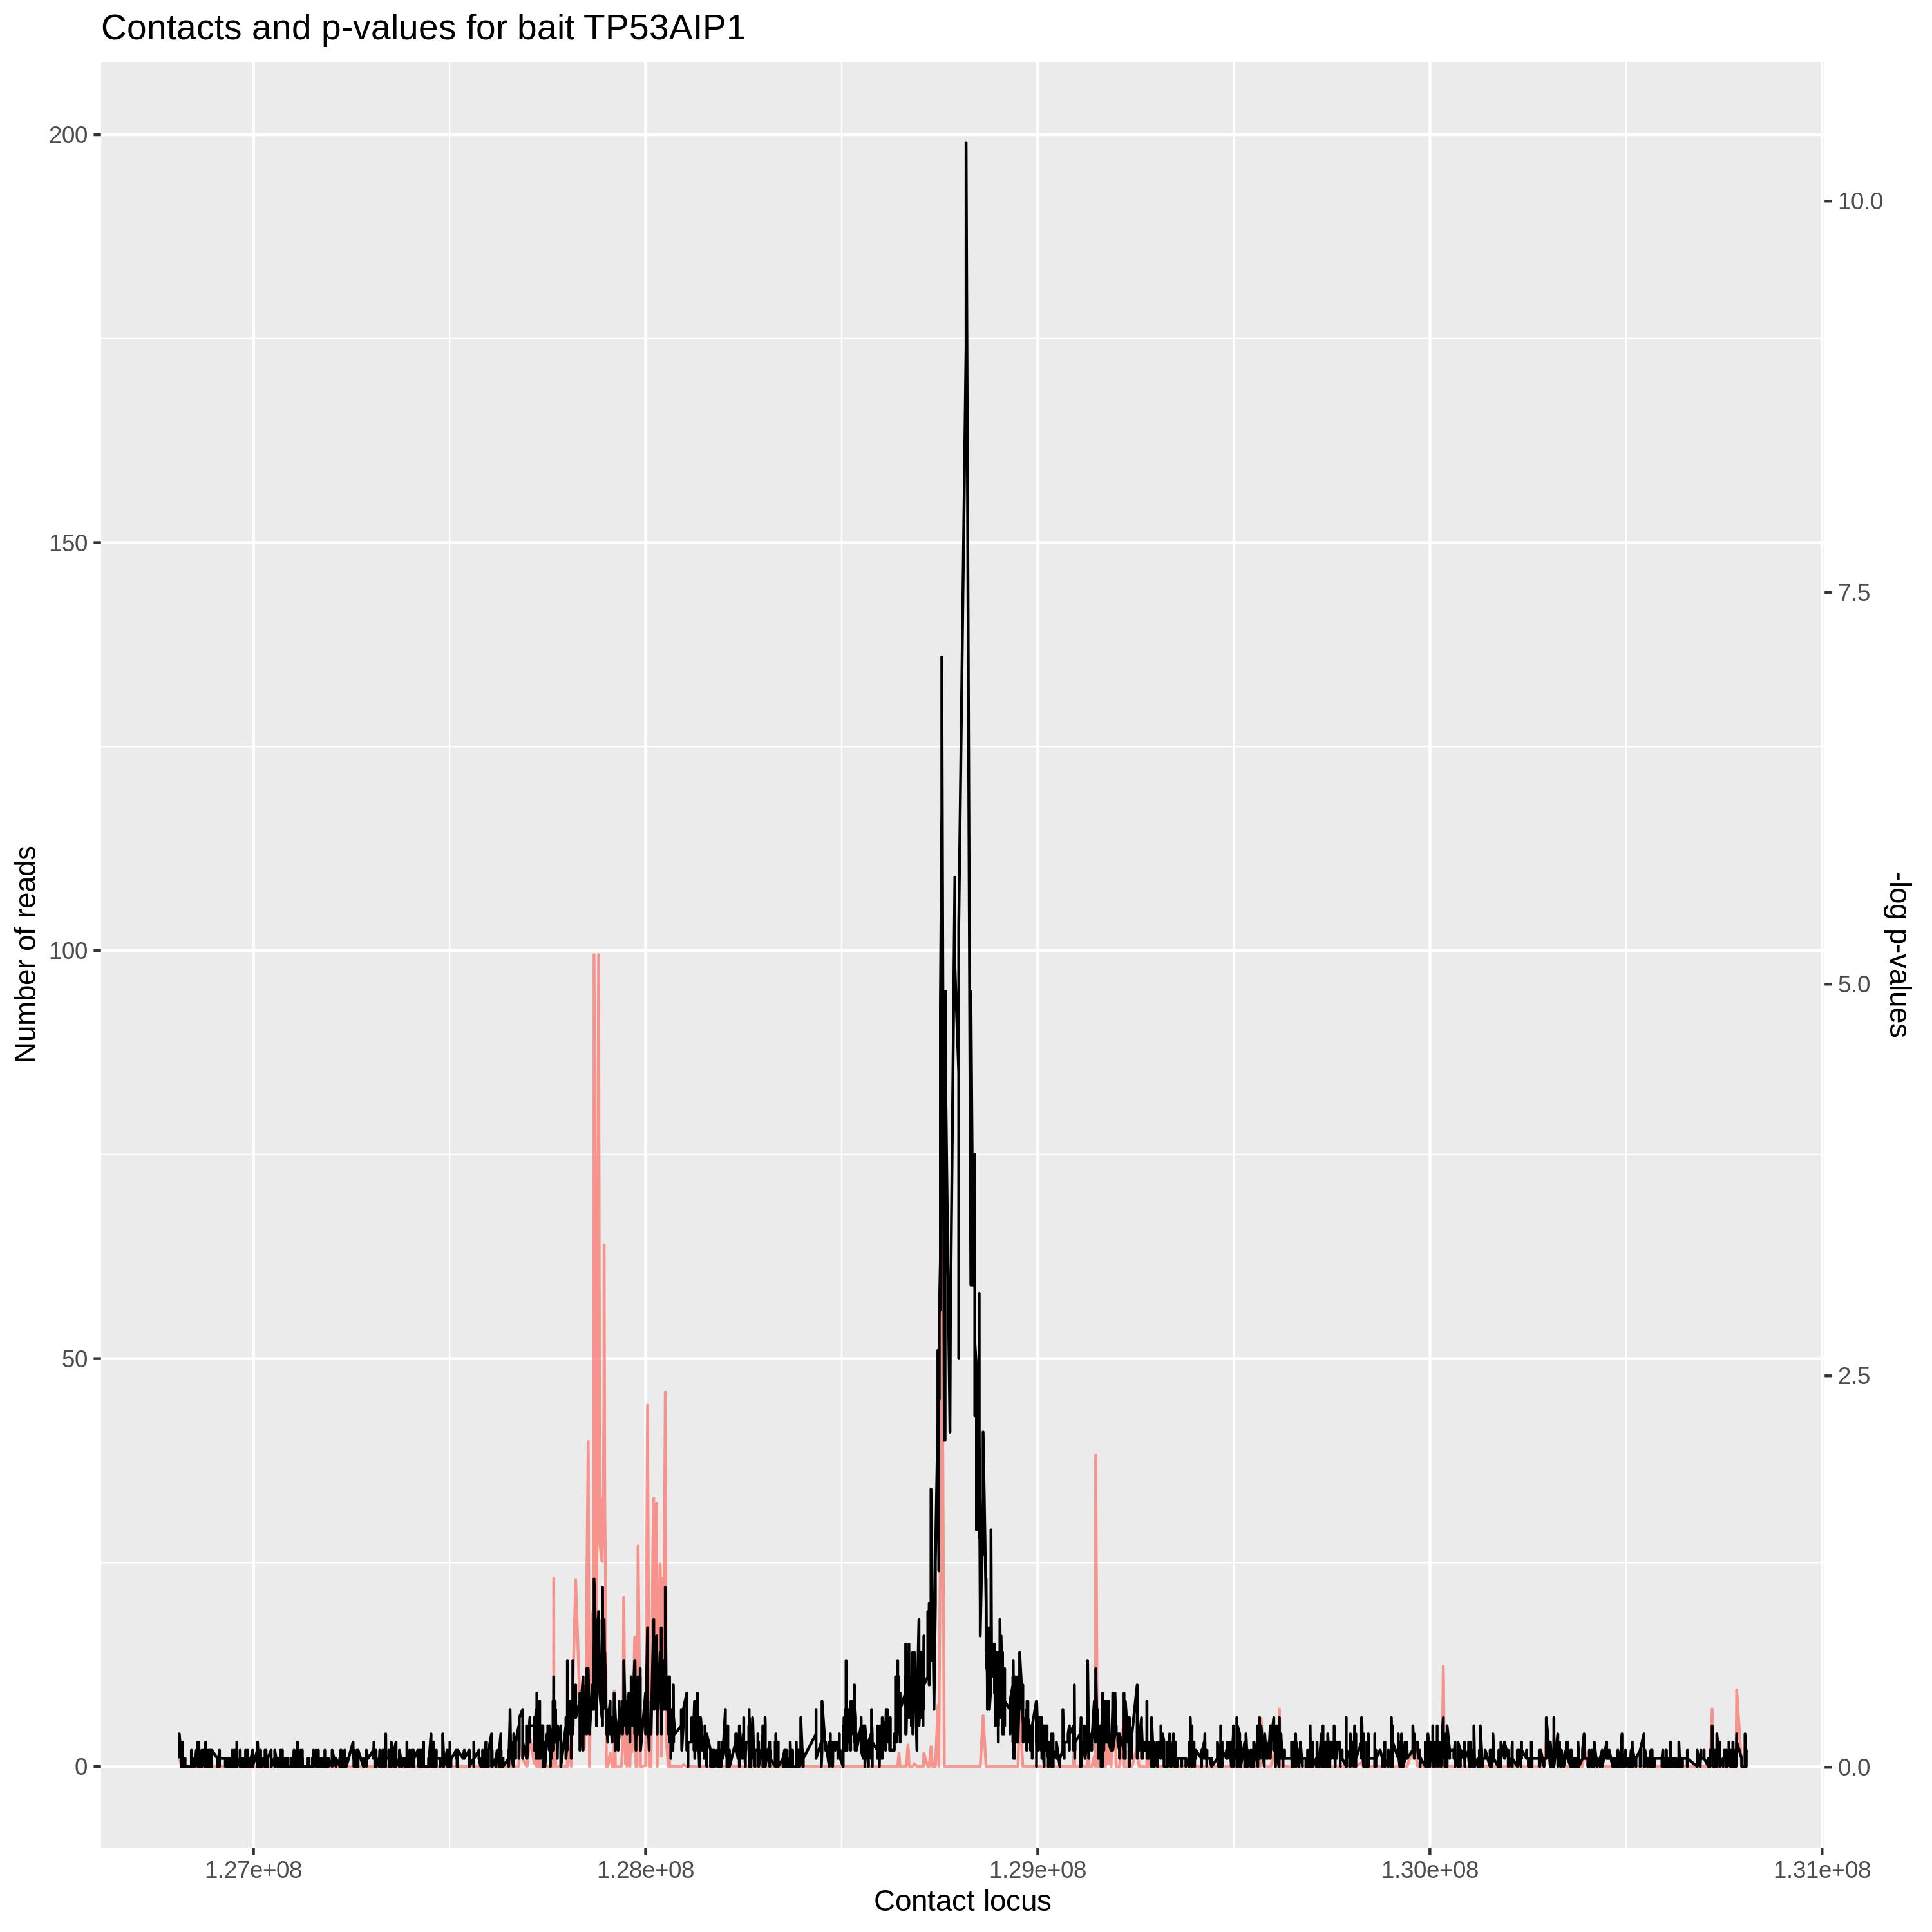 Contacts and p-values for bait TP53AIP1
200
150
100
50
0
Number of reads
10.0
7.5
5.0
2.5
0.0
-log p-values
1.27e+08
1.28e+08
1.29e+08
1.30e+08
1.31e+08
Contact locus